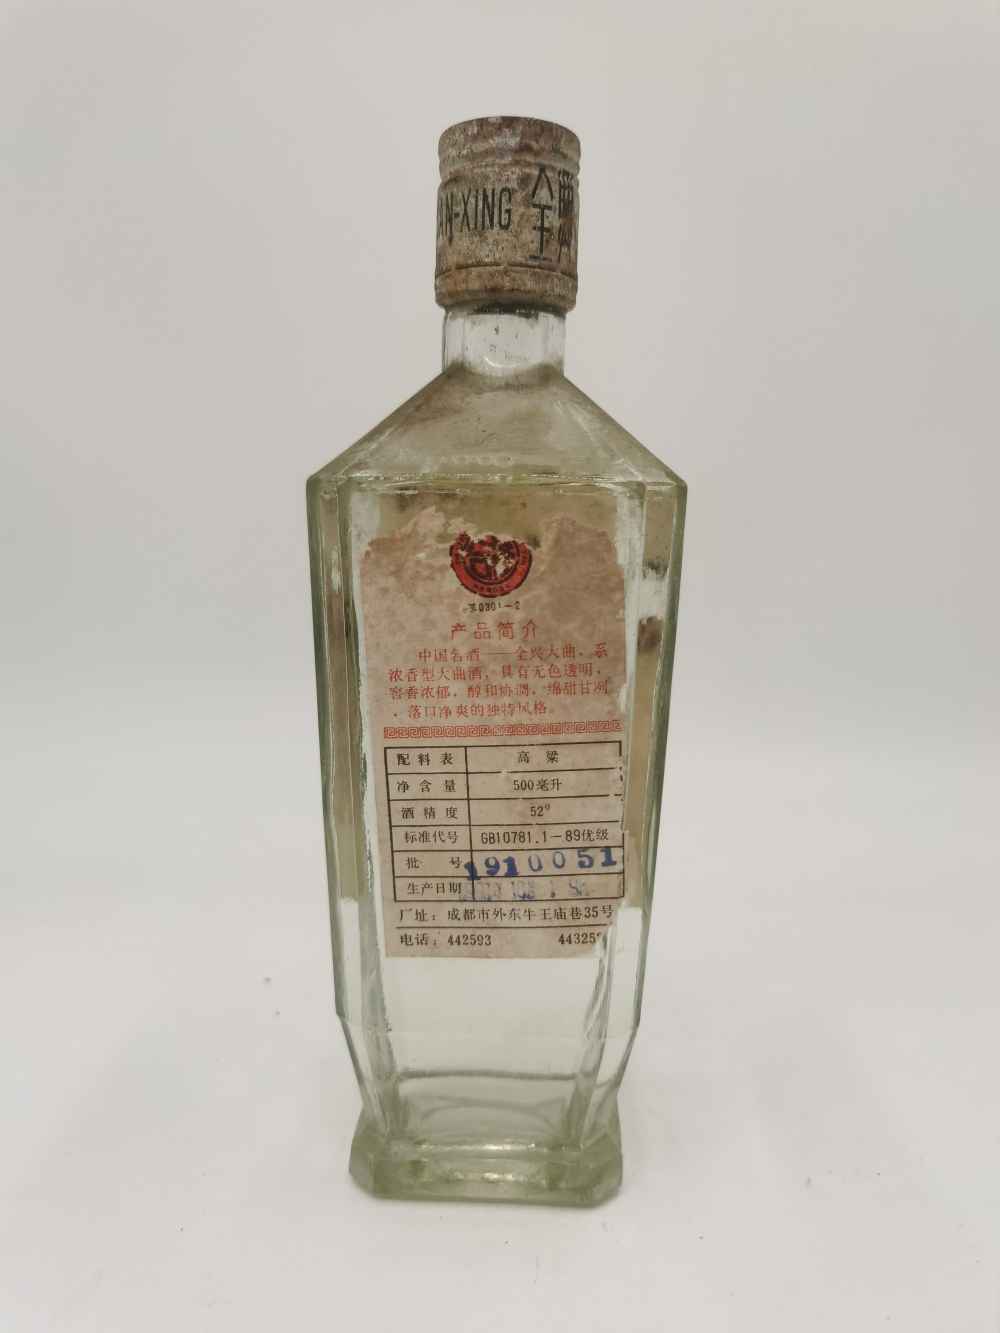 AN-XING 全
产品简介
中国名酒——全兴大曲，系
浓香型大曲酒，具有无色透明，
窖香浓郁，醇和协调，绵甜甘冽
，落口净爽的独特风格。
配料表 高粱
净含量 500毫升
酒精度 52°
标准代号 GB10781.1-89优级
批号 1910051
生产日期
厂址：成都市外东牛王庙巷35号
电话：442593 44325